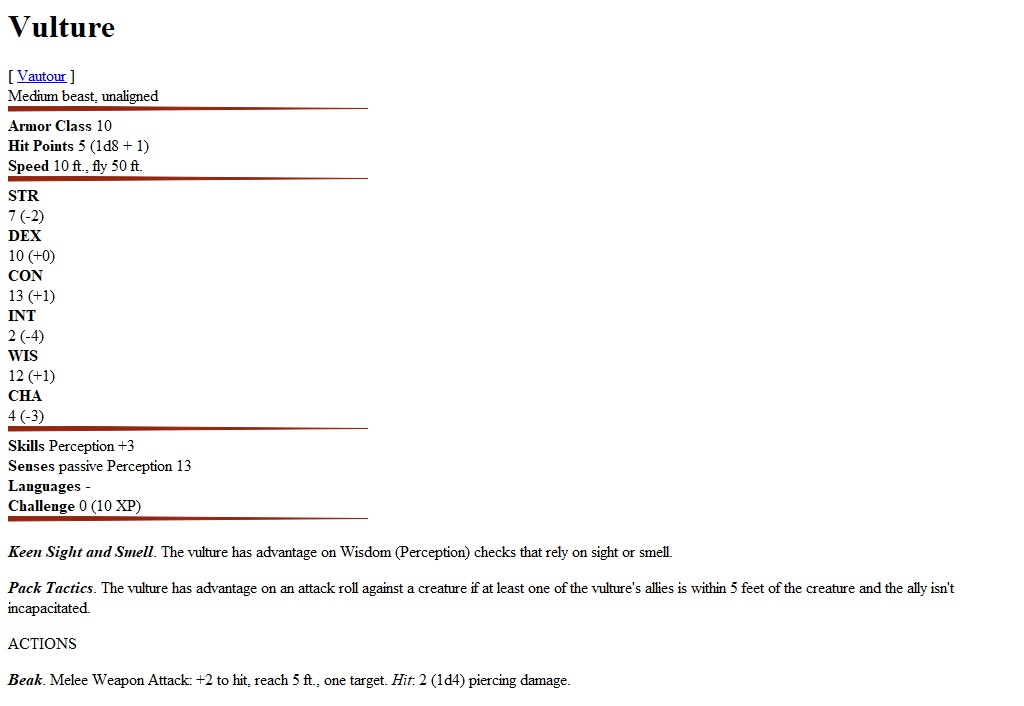 Vulture
[ Vautour ]
Medium beast, unaligned
Armor Class 10
Hit Points 5 (1d8 + 1)
Speed 10 ft., fly 50 ft.
STR
7 (-2)
DEX
10 (+0)
CON
13 (+1)
INT
2 (-4)
WIS
12 (+1)
CHA
4 (-3)
Skills Perception +3
Senses passive Perception 13
Languages -
Challenge 0 (10 XP)
Keen Sight and Smell. The vulture has advantage on Wisdom (Perception) checks that rely on sight or smell.
Pack Tactics. The vulture has advantage on an attack roll against a creature if at least one of the vulture's allies is within 5 feet of the creature and the ally isn't
incapacitated.
ACTIONS
Beak. Melee Weapon Attack: +2 to hit, reach 5 ft., one target. Hit: 2 (1d4) piercing damage.